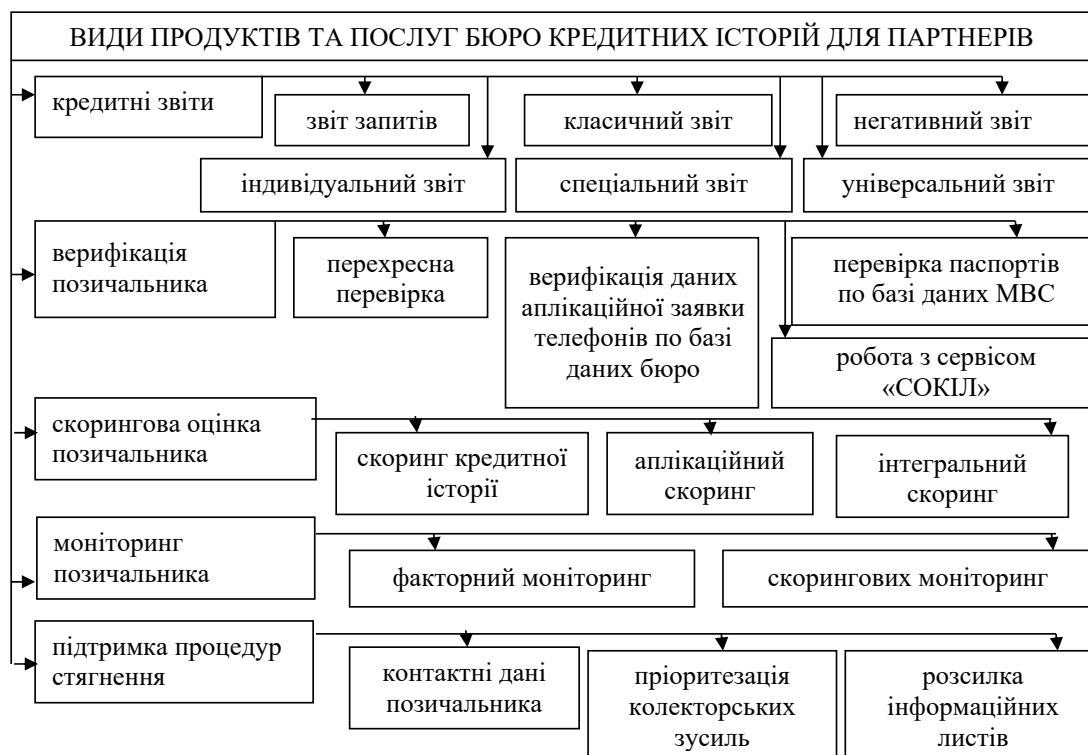 ВИДИ ПРОДУКТІВ ТА ПОСЛУГ БЮРО КРЕДИТНИХ ІСТОРІЙ ДЛЯ ПАРТНЕРІВ
кредитні звіти
звіт запитів
класичний звіт
негативний звіт
індивідуальний звіт
спеціальний звіт
універсальний звіт
верифікація
позичальника
перехресна
перевірка
верифікація даних
аплікаційної заявки
телефонів по базі
даних бюро
перевірка паспортів
по базі даних МВС
робота з сервісом
«СОКІЛ»
скорингова оцінка
позичальника
скоринг кредитної
історії
аплікаційний
скоринг
інтегральний
скоринг
моніторинг
позичальника
факторний моніторинг
скорингових моніторинг
підтримка процедур
стягнення
контактні дані
позичальника
пріоритезація
колекторських
зусиль
розсилка
інформаційних
листів